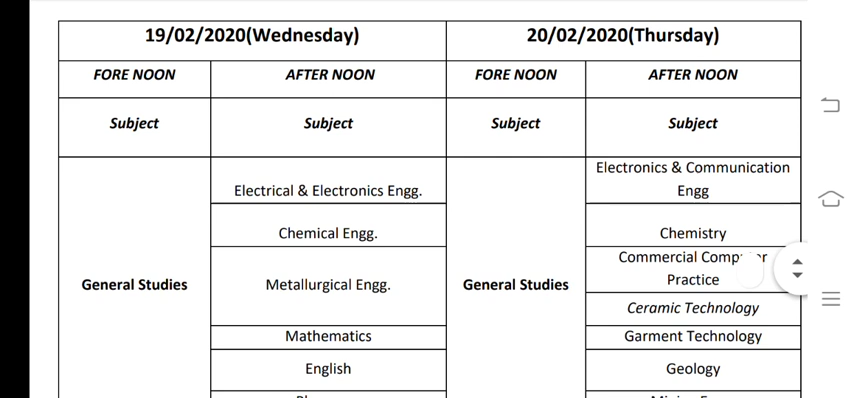 19/02/2020(Wednesday) 20/02/2020(Thursday)
FORE NOON AFTER NOON FORE NOON AFTER NOON
Subject Subject Subject Subject
General Studies
Electrical & Electronics Engg.
Chemical Engg.
Metallurgical Engg.
Mathematics
English
General Studies
Electronics & Communication
Engg
Chemistry
Commercial
Practice
Ceramic Technology
Garment Technology
Geology